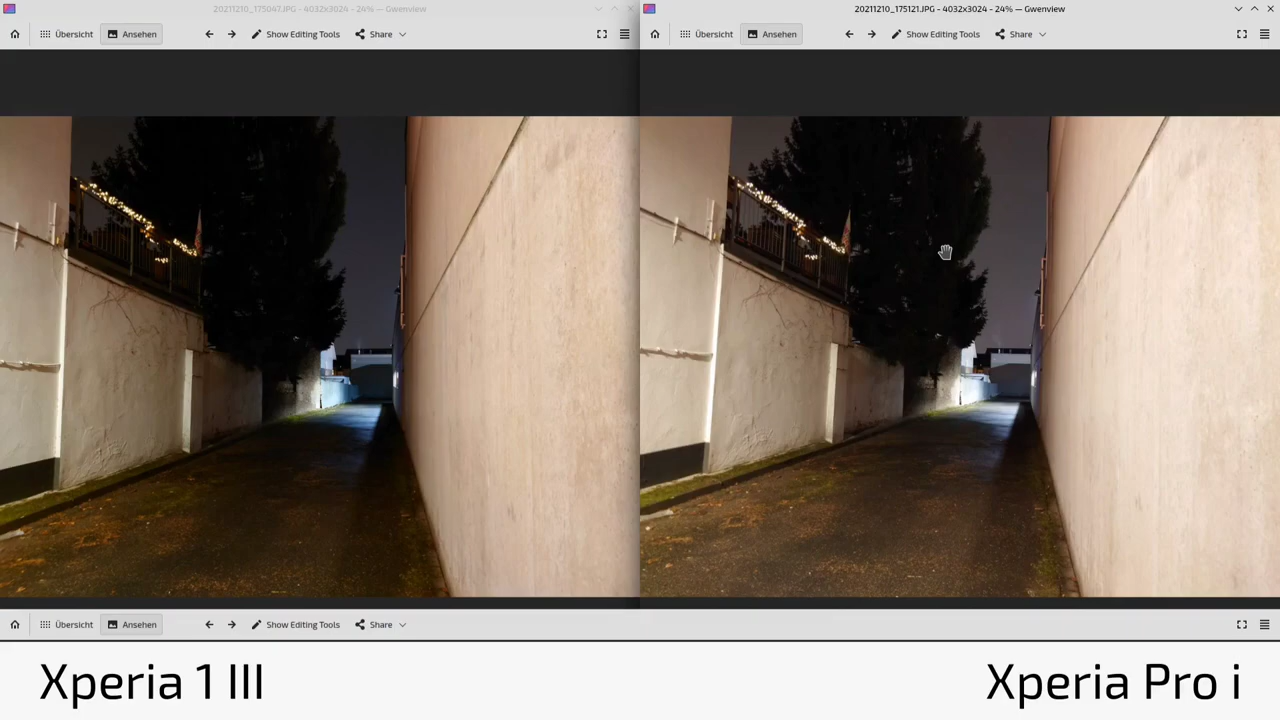 20211210_175047.JPG - 4032x3024 - 24% — Gwenview
Übersicht Ansehen Show Editing Tools Share
20211210_175121.JPG - 4032x3024 - 24% — Gwenview
Übersicht Ansehen Show Editing Tools Share
Übersicht Ansehen Show Editing Tools Share
Xperia 1 III
Xperia Pro i